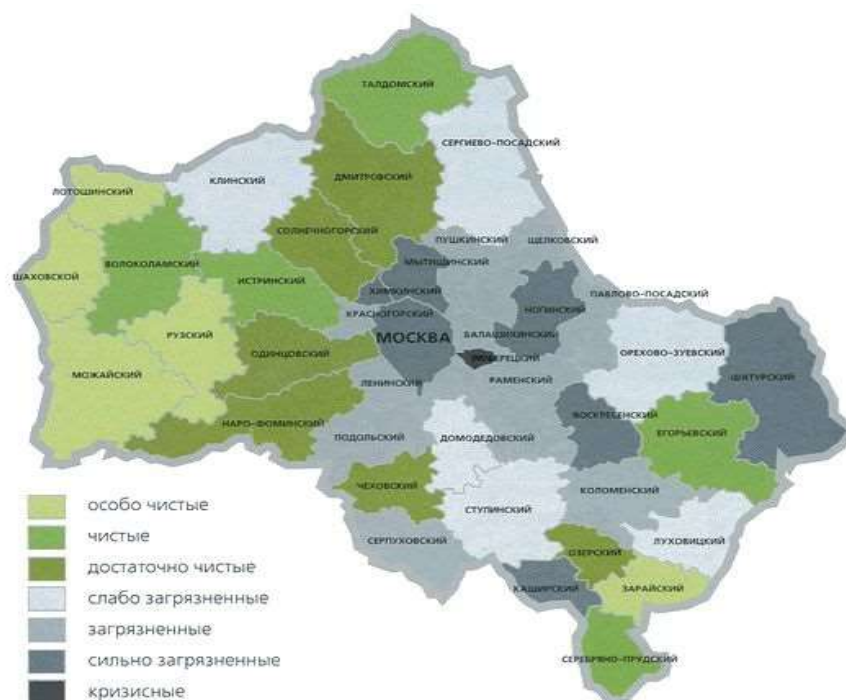 ТАЛДОМСКИЙ
СЕРГИЕВО-ПОСАДСКИЙ
КЛИНСКИЙ
ДМИТРОВСКИЙ
ЛОТОШИНСКИЙ
СОЛНЕЧНОГОРСКИЙ
ПУШКИНСКИЙ
ЩЕЛКОВСКИЙ
МЫТИЩИНСКИЙ
ВОЛОКОЛАМСКИЙ
ШАХОВСКОЙ
ИСТРИНСКИЙ
ХИМКИНСКИЙ
ПАВЛОВО-ПОСАДСКИЙ
НОГИНСКИЙ
КРАСНОГОРСКИЙ
РУЗСКИЙ
МОСКВА
БАЛАШИХИНСКИЙ
ОДИНЦОВСКИЙ
ЛЮБЕРЕЦКИЙ
ОРЕХОВО-ЗУЕВСКИЙ
МОЖАЙСКИЙ
ЛЕНИНСКИЙ
РАМЕНСКИЙ
ШАТУРСКИЙ
ВОСКРЕСЕНСКИЙ
НАРО-ФОМИНСКИЙ
ЕГОРЬЕВСКИЙ
ПОДОЛЬСКИЙ
ДОМОДЕДОВСКИЙ
ЧЕХОВСКИЙ
КОЛОМЕНСКИЙ
СТУПИНСКИЙ
СЕРПУХОВСКИЙ
ЛУХОВИЦКИЙ
ОЗЕРСКИЙ
КАШИРСКИЙ
ЗАРАЙСКИЙ
СЕРЕБРЯНО-ПРУДСКИЙ
особо чистые
чистые
достаточно чистые
слабо загрязненные
загрязненные
сильно загрязненные
кризисные